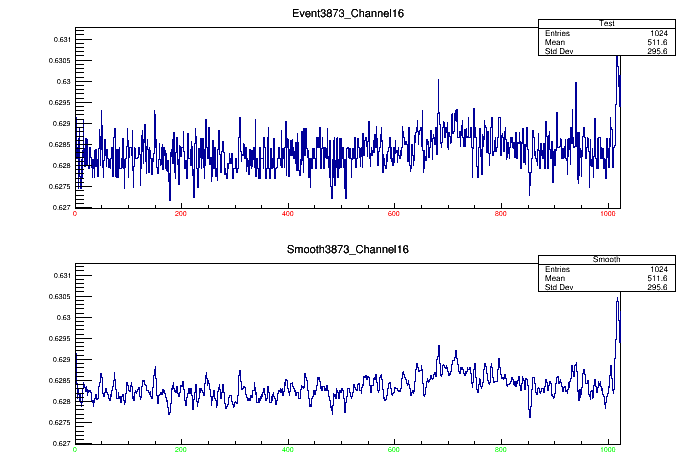 Event3873_Channel16
Test
Entries 1024
Mean 511.6
Std Dev 295.6
0.631
0.6305
0.63
0.6295
0.629
0.6285
0.628
0.6275
0.627
0 200 400 600 800 1000
Smooth3873_Channel16
Smooth
Entries 1024
Mean 511.6
Std Dev 295.6
0.631
0.6305
0.63
0.6295
0.629
0.6285
0.628
0.6275
0.627
0 200 400 600 800 1000